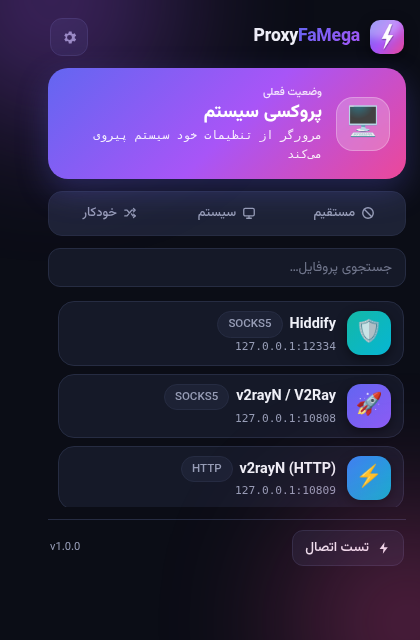 ProxyFaMega
وضعیت فعلی
پروکسی سیستم
مرورگر از تنظیمات خود سیستم پیروی
می‌کند
مستقیم
سیستم
خودکار
جستجوی پروفایل...
Hiddify SOCKS5
127.0.0.1:12334
v2rayN / V2Ray SOCKS5
127.0.0.1:10808
v2rayN (HTTP) HTTP
127.0.0.1:10809
تست اتصال
v1.0.0